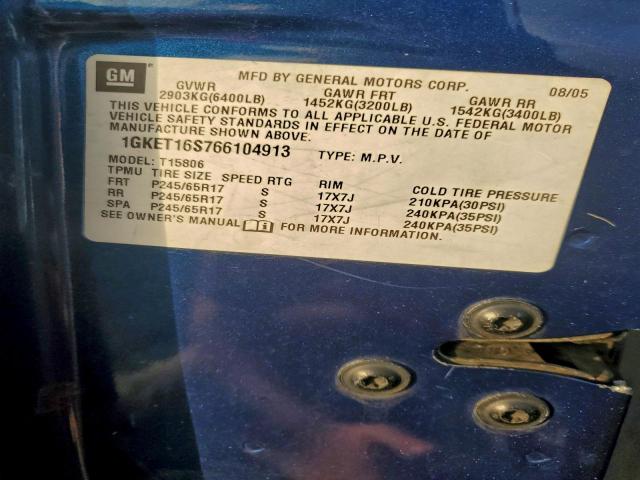 GM
MFD BY GENERAL MOTORS CORP. 08/05
GVWR GAWR FRT GAWR RR
2903KG(6400LB) 1452KG(3200LB) 1542KG(3400LB)
THIS VEHICLE CONFORMS TO ALL APPLICABLE U.S. FEDERAL MOTOR
VEHICLE SAFETY STANDARDS IN EFFECT ON THE DATE OF
MANUFACTURE SHOWN ABOVE.
1GKET16S766104913 TYPE: M.P.V.
MODEL: T15806
TPMU TIRE SIZE SPEED RTG RIM COLD TIRE PRESSURE
FRT P245/65R17 S 17X7J 210KPA(30PSI)
RR P245/65R17 S 17X7J 240KPA(35PSI)
SPA P245/65R17 S 17X7J 240KPA(35PSI)
SEE OWNER'S MANUAL FOR MORE INFORMATION.